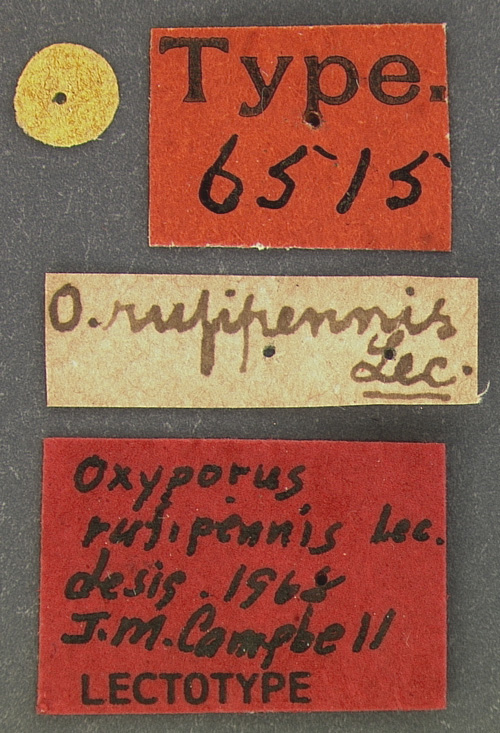 Type.
6515
O. rufipennis
Lec.
Oxyporus
rufipennis Lec.
desig. 1968
J.M. Campbell
LECTOTYPE